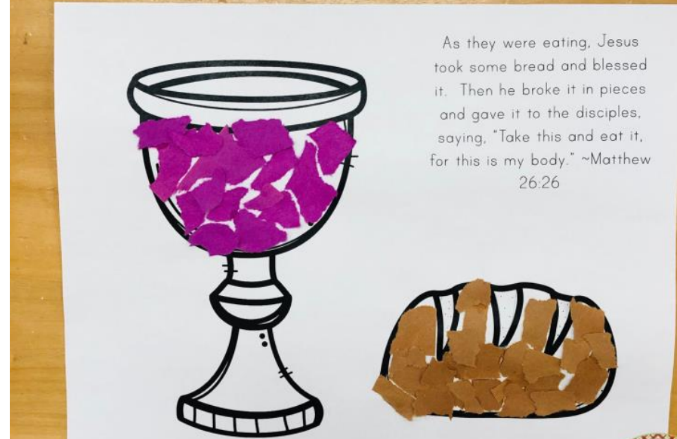 As they were eating, Jesus
took some bread and blessed
it. Then he broke it in pieces
and gave it to the disciples,
saying, "Take this and eat it,
for this is my body." ~Matthew
26:26